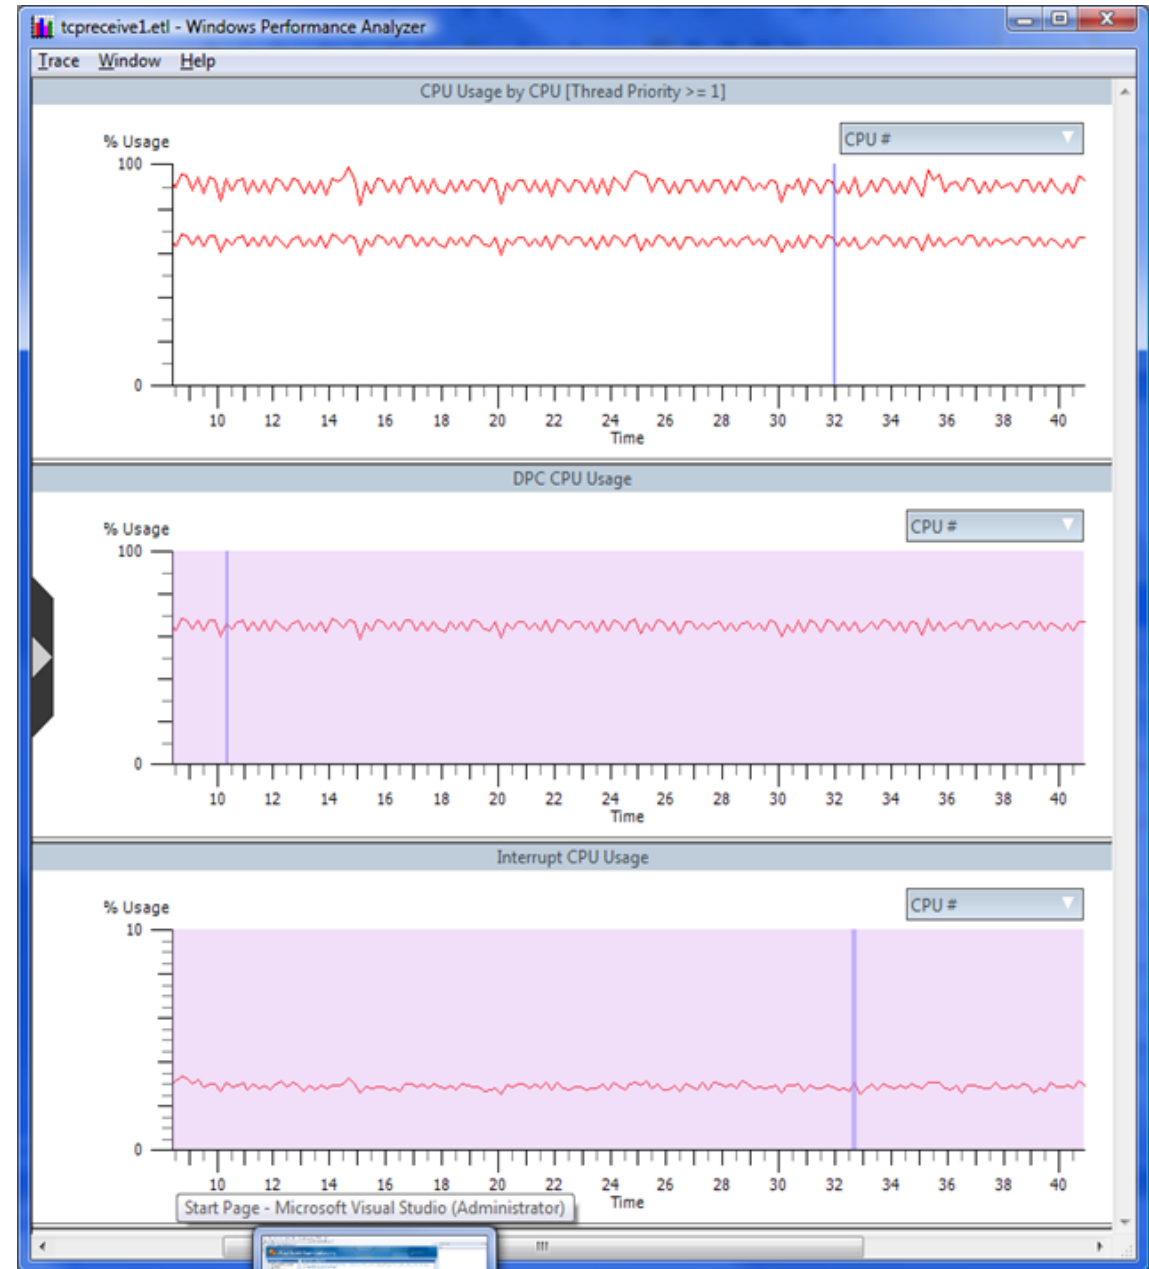 tcpreceive1.etl - Windows Performance Analyzer
Trace Window Help
CPU Usage by CPU [Thread Priority >= 1]
% Usage
CPU #
100
0
10 12 14 16 18 20 22 24 26 28 30 32 34 36 38 40
Time
DPC CPU Usage
% Usage
CPU #
100
0
10 12 14 16 18 20 22 24 26 28 30 32 34 36 38 40
Time
Interrupt CPU Usage
% Usage
CPU #
10
0
10 12 14 16 18 20 22 24 26 28 30 32 34 36 38 40
Time
Start Page - Microsoft Visual Studio (Administrator)